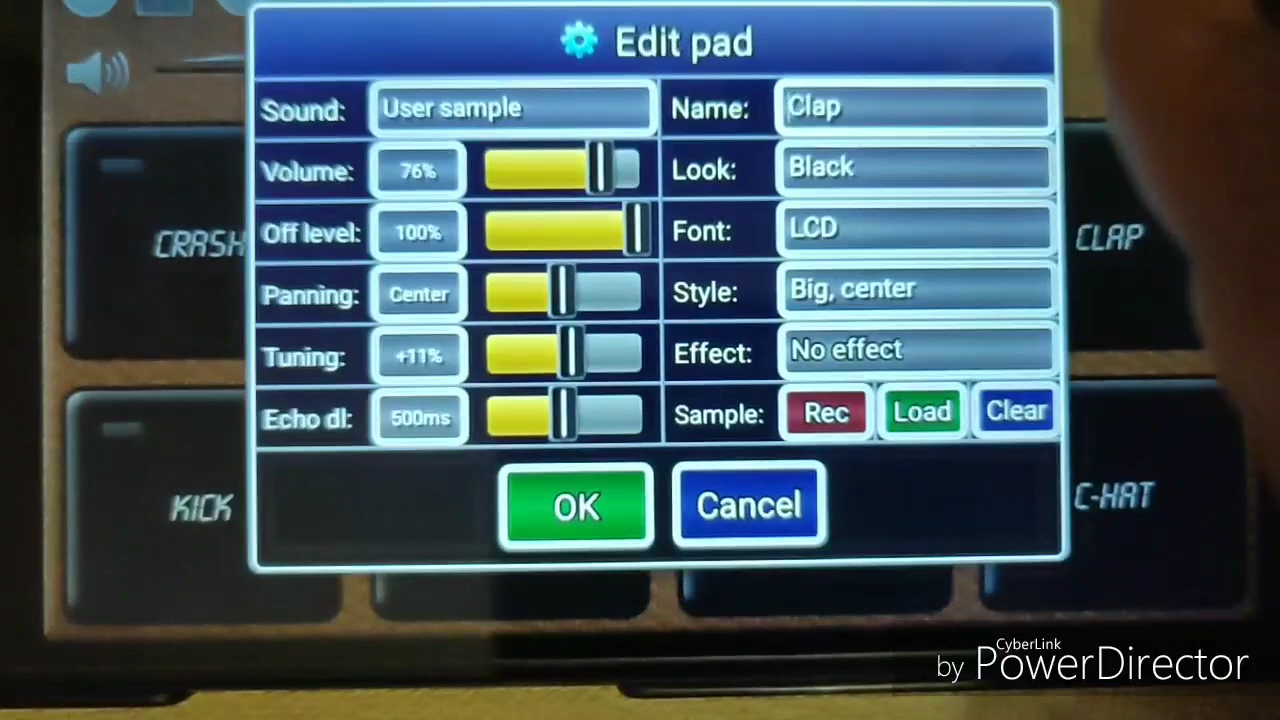 Edit pad
Sound: User sample Name: Clap
Volume: 76% Look: Black
Off level: 100% Font: LCD
Panning: Center Style: Big, center
Tuning: +11% Effect: No effect
Echo dl: 500ms Sample: Rec Load Clear
OK Cancel
CRASH
CLAP
KICK
C-HAT
CyberLink
by PowerDirector